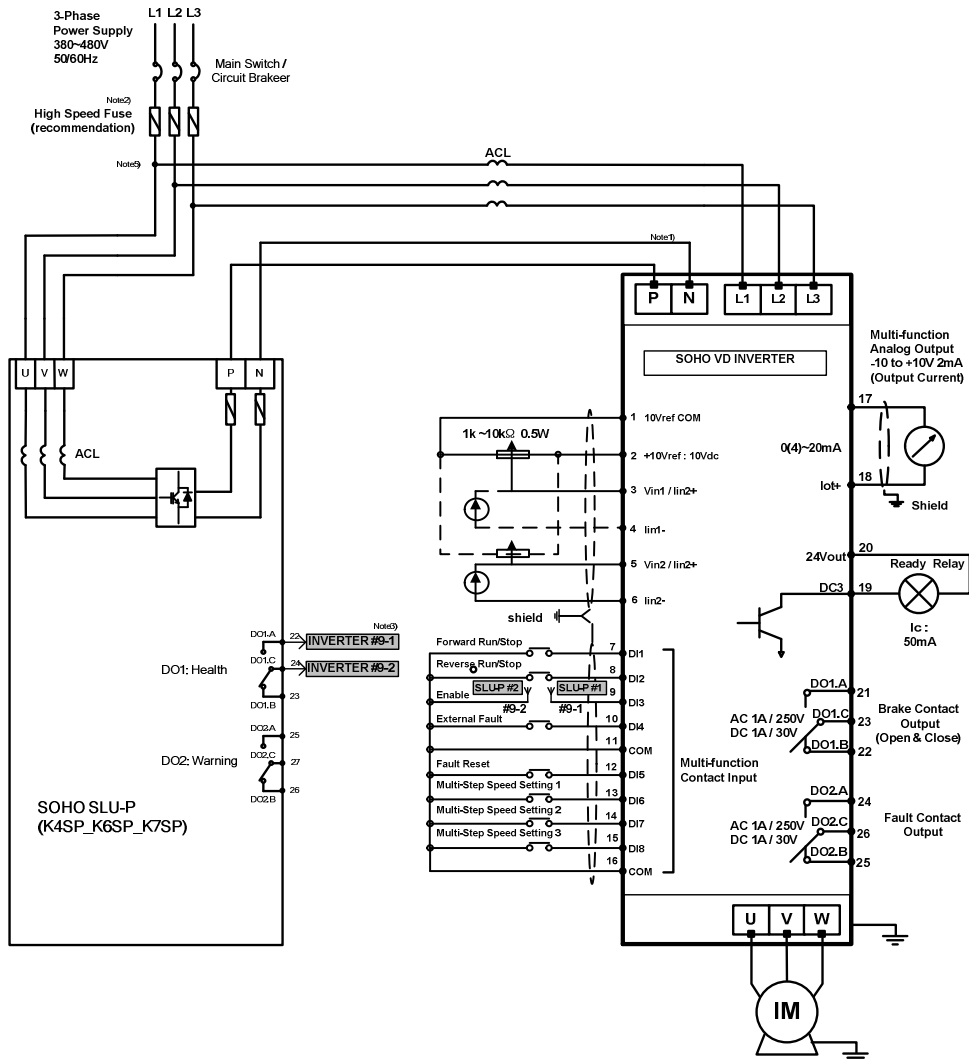 3-Phase
Power Supply
380~480V
50/60Hz
L1 L2 L3
Main Switch /
Circuit Brakeer
Note2)
High Speed Fuse
(recommendation)
Note5)
ACL
Note1)
P N L1 L2 L3
SOHO VD INVERTER
Multi-function
Analog Output
-10 to +10V 2mA
(Output Current)
U V W P N
ACL
1 10Vref COM
1k ~10kΩ 0.5W
2 +10Vref : 10Vdc
3 Vin1 / Iin2+
4 Iin1-
5 Vin2 / Iin2+
6 Iin2-
shield
17
0(4)~20mA
18
Iot+
Shield
20
24Vout
Ready Relay
DC3
19
Ic :
50mA
Note3)
DO1.A 22 INVERTER #9-1
DO1: Health
DO1.C 24 INVERTER #9-2
23
DO1.B
DO2.A 25
DO2: Warning
DO2.C 27
26
DO2.B
SOHO SLU-P
(K4SP_K6SP_K7SP)
Forward Run/Stop 7 DI1
Reverse Run/Stop 8 DI2
SLU-P #2 SLU-P #1
Enable #9-2 #9-1 9 DI3
External Fault 10 DI4
11 COM
Fault Reset 12 DI5
Multi-Step Speed Setting 1 13 DI6
Multi-Step Speed Setting 2 14 DI7
Multi-Step Speed Setting 3 15 DI8
16 COM
Multi-function
Contact Input
DO1.A 21
AC 1A / 250V
DC 1A / 30V
DO1.C 23
DO1.B 22
Brake Contact
Output
(Open & Close)
DO2.A 24
AC 1A / 250V
DC 1A / 30V
DO2.C 26
DO2.B 25
Fault Contact
Output
U V W
IM